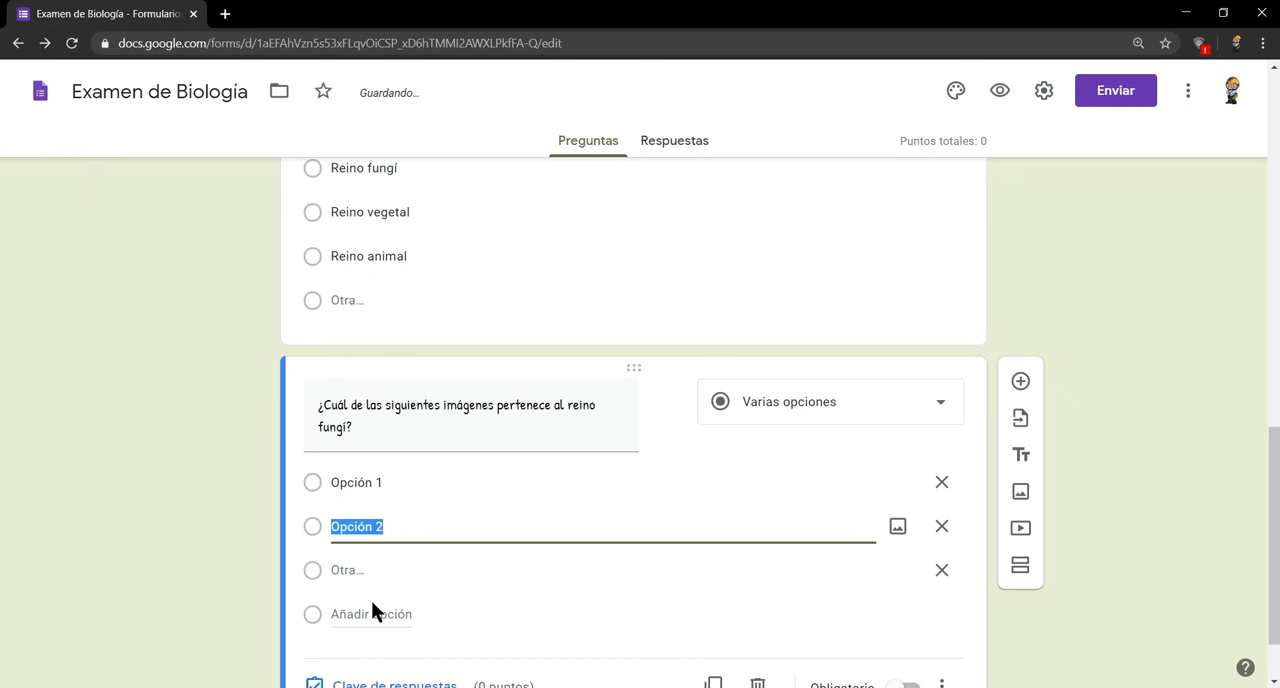 Examen de Biología - Formulario
docs.google.com/forms/d/1aEFAhVzn5s53xFLqvOiCSP_xD6hTMMI2AWXLPkfFA-Q/edit
Examen de Biología
Guardando...
Enviar
Preguntas
Respuestas
Puntos totales: 0
Reino fungí
Reino vegetal
Reino animal
Otra...
¿Cuál de las siguientes imágenes pertenece al reino
fungí?
Varias opciones
Opción 1
Opción 2
Otra...
Añadir opción
Clave de respuestas (0 puntos)
Obligatorio